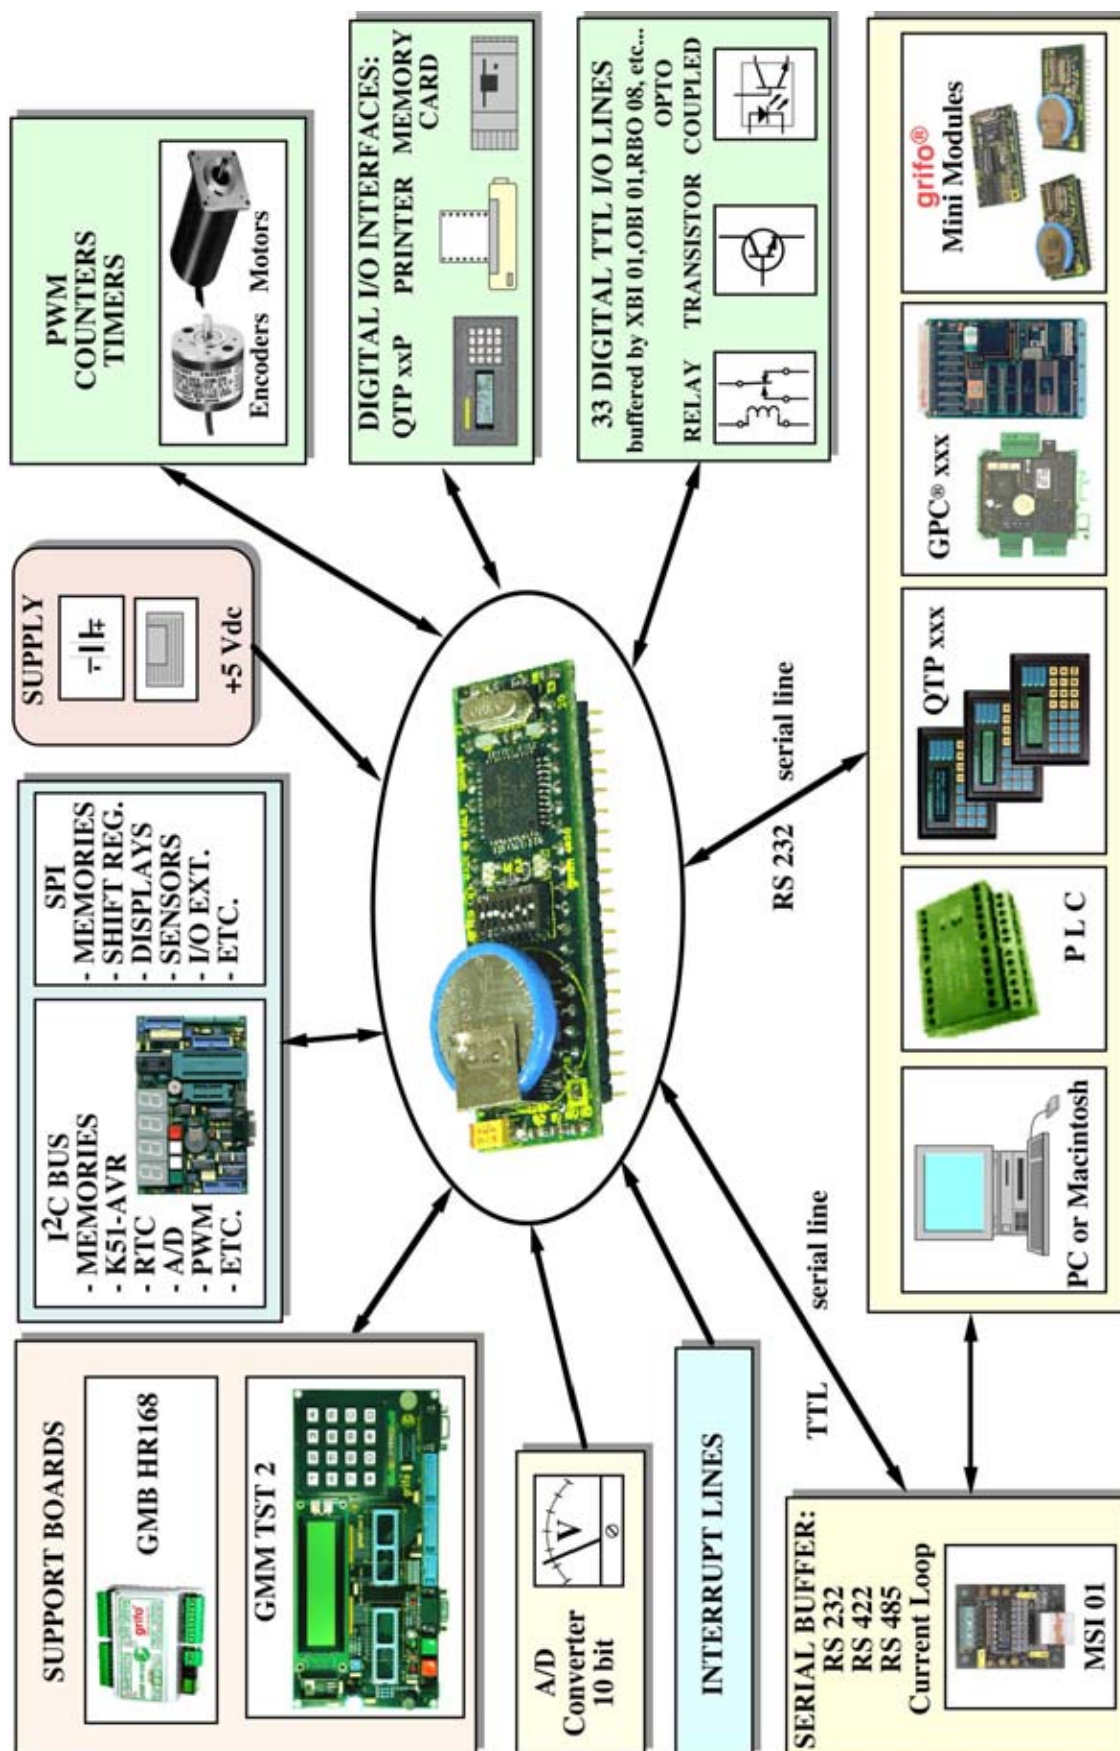 SUPPORT BOARDS
GMB HR168
grifo®
GMM TST 2
I²C BUS
- MEMORIES
- K51-AVR
- RTC
- A/D
- PWM
- ETC.
SPI
- MEMORIES
- SHIFT REG.
- DISPLAYS
- SENSORS
- I/O EXT.
- ETC.
SUPPLY
+5 Vdc
PWM
COUNTERS
TIMERS
Encoders Motors
DIGITAL I/O INTERFACES:
QTP xxP PRINTER MEMORY
CARD
33 DIGITAL TTL I/O LINES
buffered by XBI 01,OBI 01,RBO 08, etc...
OPTO
RELAY TRANSISTOR COUPLED
A/D
Converter
10 bit
V
INTERRUPT LINES
TTL serial line
RS 232 serial line
SERIAL BUFFER:
RS 232
RS 422
RS 485
Current Loop
MSI 01
PC or Macintosh
P L C
QTP xxx
GPC® xxx
grifo®
Mini Modules